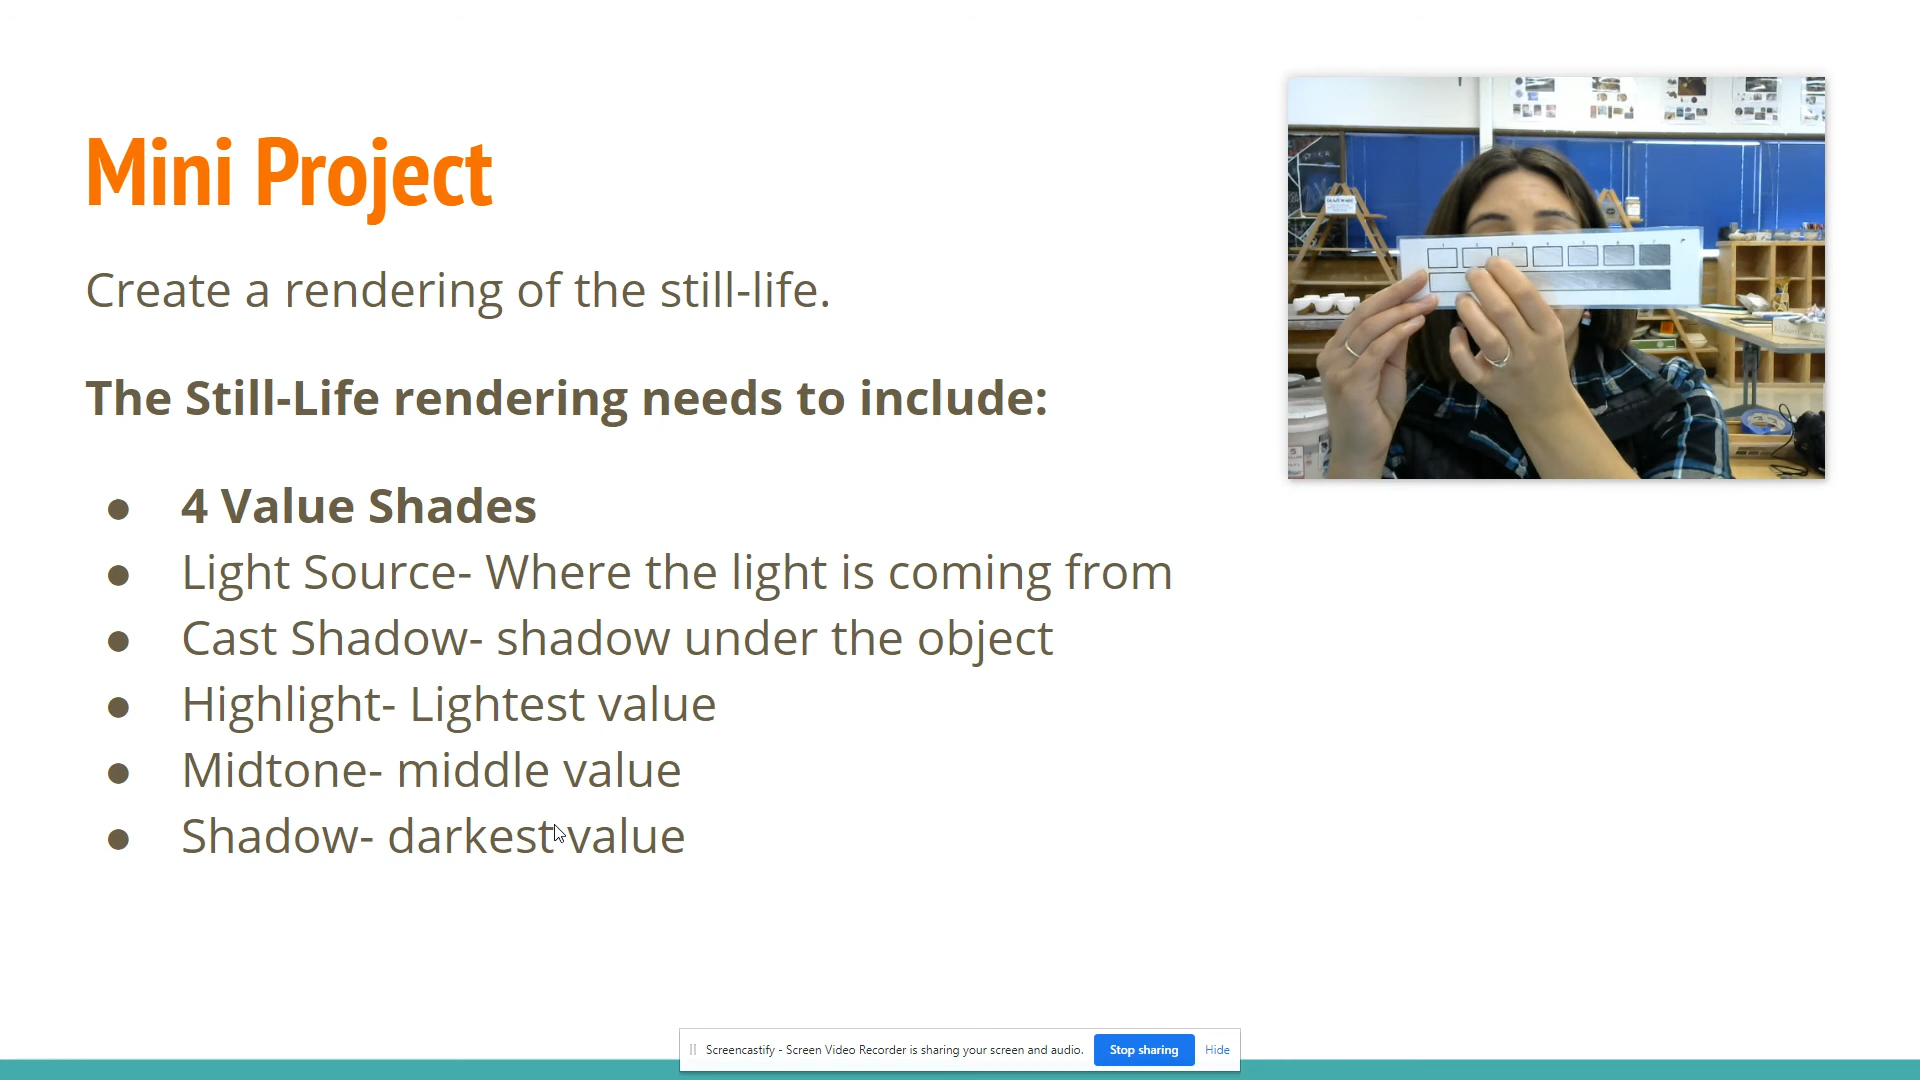 Mini Project
Create a rendering of the still-life.
The Still-Life rendering needs to include:
● 4 Value Shades
● Light Source- Where the light is coming from
● Cast Shadow- shadow under the object
● Highlight- Lightest value
● Midtone- middle value
● Shadow- darkest value
Screencastify - Screen Video Recorder is sharing your screen and audio.
Stop sharing
Hide